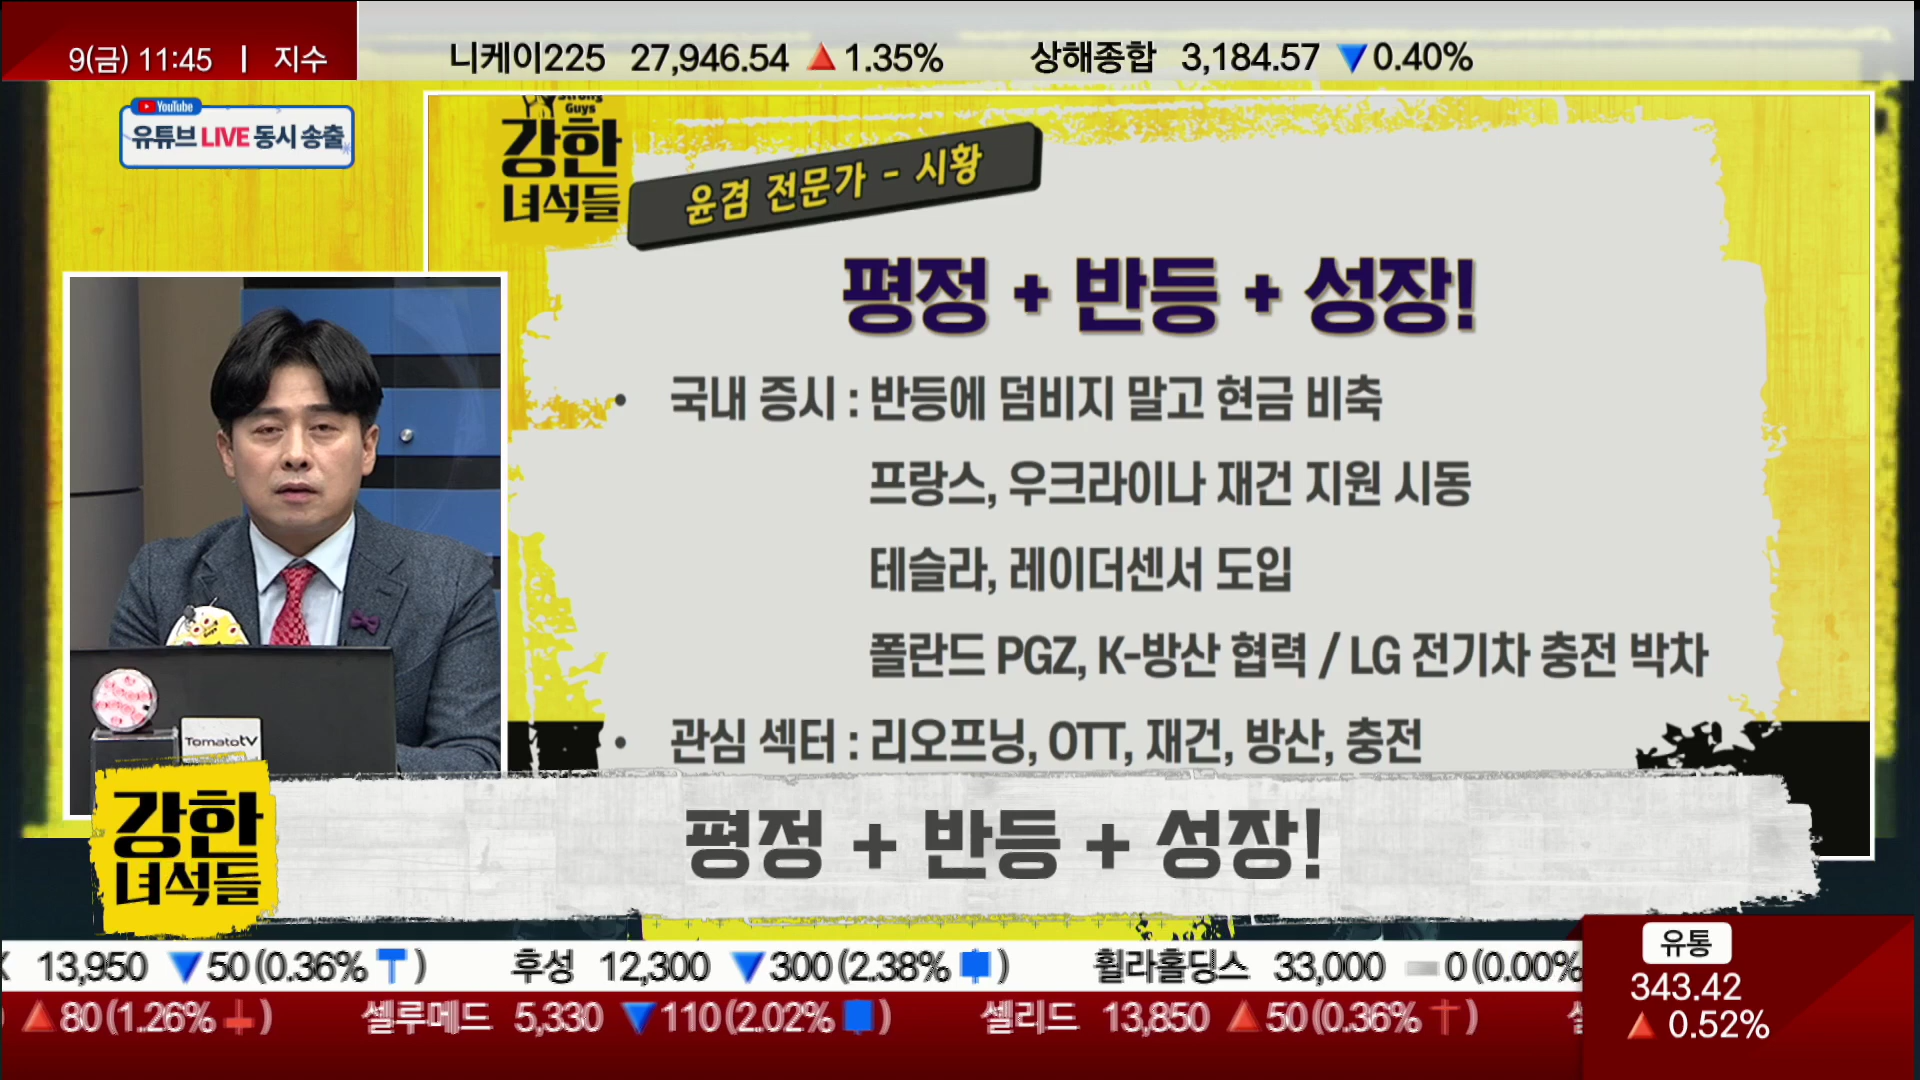 9(금) 11:45 | 지수
니케이225 27,946.54 ▲1.35% 상해종합 3,184.57 ▼0.40%
YouTube
유튜브 LIVE 동시 송출
Strong
Guys
강한
녀석들
윤겸 전문가 - 시황
평정 + 반등 + 성장!
• 국내 증시 : 반등에 덤비지 말고 현금 비축
프랑스, 우크라이나 재건 지원 시동
테슬라, 레이더센서 도입
폴란드 PGZ, K-방산 협력 / LG 전기차 충전 박차
• 관심 섹터 : 리오프닝, OTT, 재건, 방산, 충전
TomatoTV
강한
녀석들
평정 + 반등 + 성장!
13,950 ▼50(0.36% ) 후성 12,300 ▼300(2.38% ) 휠라홀딩스 33,000 0(0.00%
▲80(1.26% ) 셀루메드 5,330 ▼110(2.02% ) 셀리드 13,850 ▲50(0.36% )
유통
343.42
▲0.52%